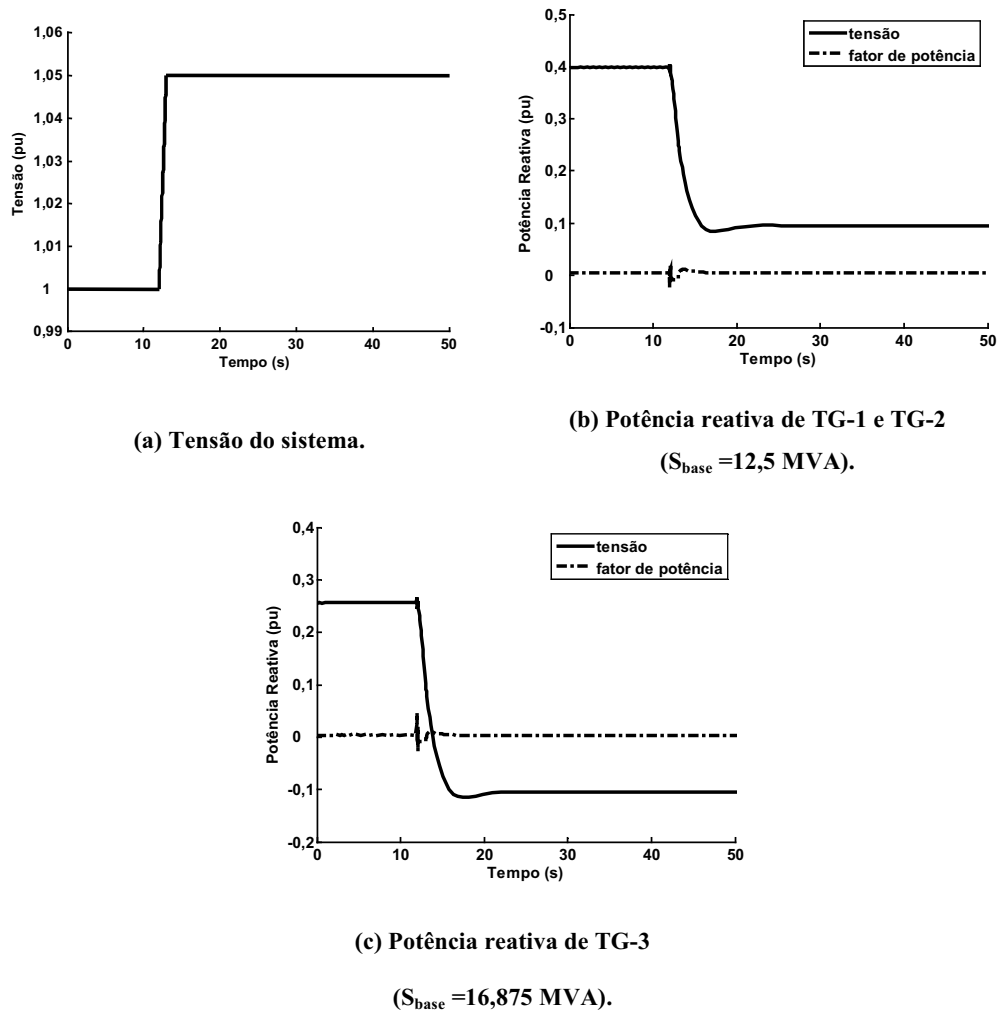 1,06
1,05
1,04
1,03
1,02
1,01
1
0,99
Tensão (pu)
0 10 20 30 40 50
Tempo (s)
(a) Tensão do sistema.
0,5
0,4
0,3
0,2
0,1
0
-0,1
Potência Reativa (pu)
tensão
fator de potência
0 10 20 30 40 50
Tempo (s)
(b) Potência reativa de TG-1 e TG-2
(Sbase =12,5 MVA).
0,4
0,3
0,2
0,1
0
-0,1
-0,2
Potência Reativa (pu)
tensão
fator de potência
0 10 20 30 40 50
Tempo (s)
(c) Potência reativa de TG-3
(Sbase =16,875 MVA).